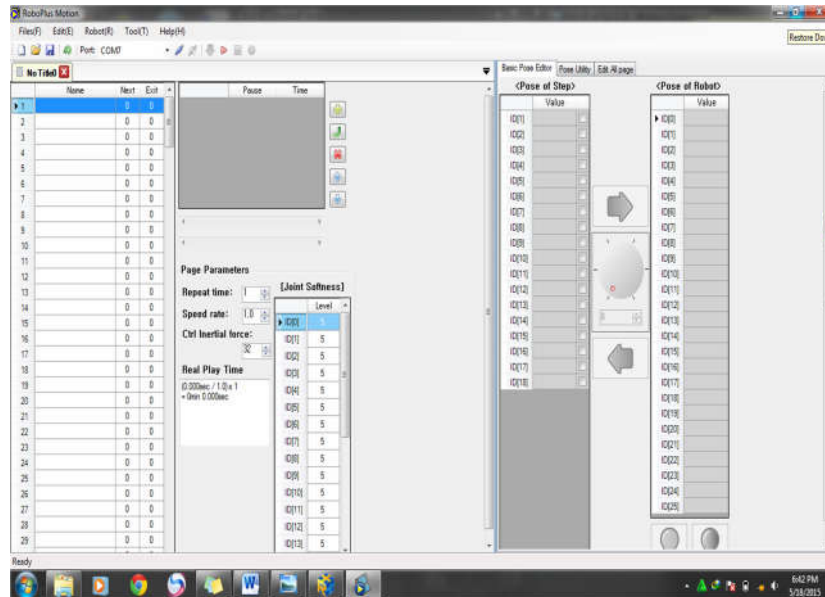 RoboPlus Motion
Files(F) Edit(E) Robot(R) Tool(T) Help(H)
Restore Do
Port: COM7
No Title0
Basic Pose Editor Pose Utility Edit All page
Name Next Exit
Pause Time
<Pose of Step>
<Pose of Robot>
Value
Value
1 0 0
2 0 0
3 0 0
4 0 0
5 0 0
6 0 0
7 0 0
8 0 0
9 0 0
10 0 0
11 0 0
12 0 0
13 0 0
14 0 0
15 0 0
16 0 0
17 0 0
18 0 0
19 0 0
20 0 0
21 0 0
22 0 0
23 0 0
24 0 0
25 0 0
26 0 0
27 0 0
28 0 0
29 0 0
Page Parameters
Repeat time: 1
Speed rate: 1.0
Ctrl Inertial force:
32
Real Play Time
(0.000sec / 1.0) x 1
= 0min 0.000sec
[Joint Softness]
Level
ID[0] 5
ID[1] 5
ID[2] 5
ID[3] 5
ID[4] 5
ID[5] 5
ID[6] 5
ID[7] 5
ID[8] 5
ID[9] 5
ID[10] 5
ID[11] 5
ID[12] 5
ID[13] 5
ID[1]
ID[2]
ID[3]
ID[4]
ID[5]
ID[6]
ID[7]
ID[8]
ID[9]
ID[10]
ID[11]
ID[12]
ID[13]
ID[14]
ID[15]
ID[16]
ID[17]
ID[18]
ID[0]
ID[1]
ID[2]
ID[3]
ID[4]
ID[5]
ID[6]
ID[7]
ID[8]
ID[9]
ID[10]
ID[11]
ID[12]
ID[13]
ID[14]
ID[15]
ID[16]
ID[17]
ID[18]
ID[19]
ID[20]
ID[21]
ID[22]
ID[23]
ID[24]
ID[25]
Ready
6:42 PM
5/18/2015